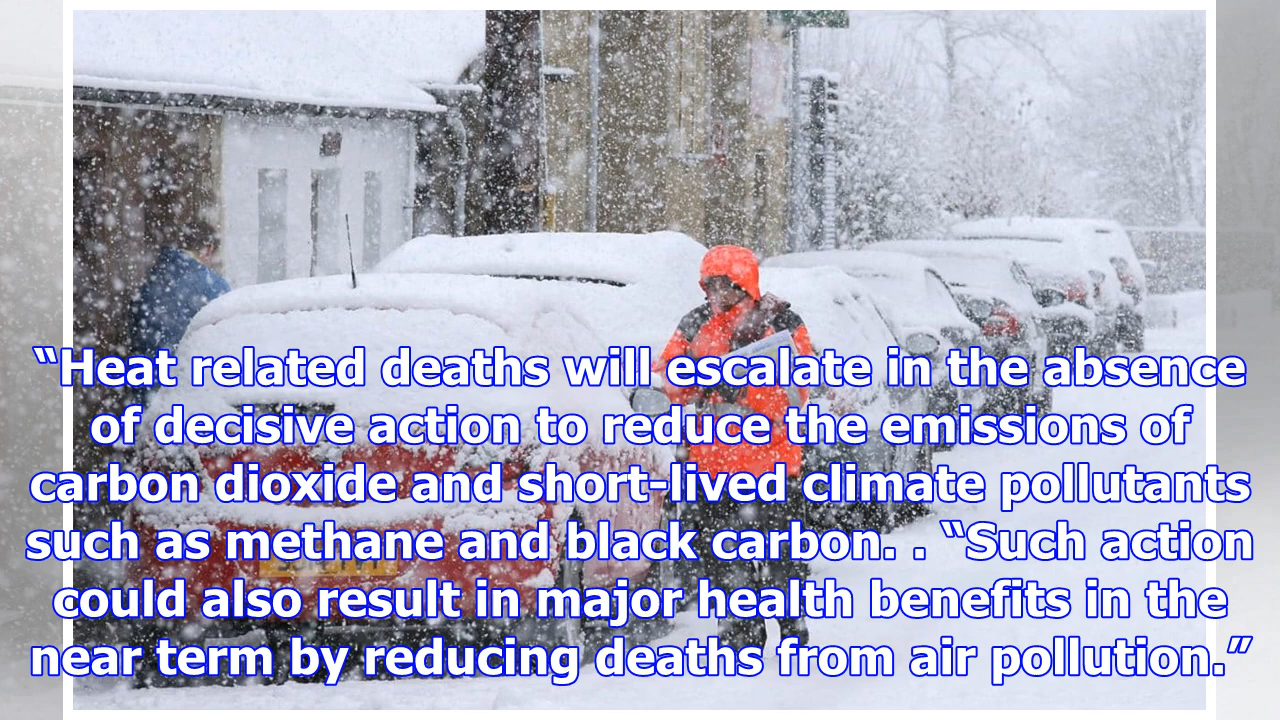 “Heat related deaths will escalate in the absence
of decisive action to reduce the emissions of
carbon dioxide and short-lived climate pollutants
such as methane and black carbon. . “Such action
could also result in major health benefits in the
near term by reducing deaths from air pollution.”